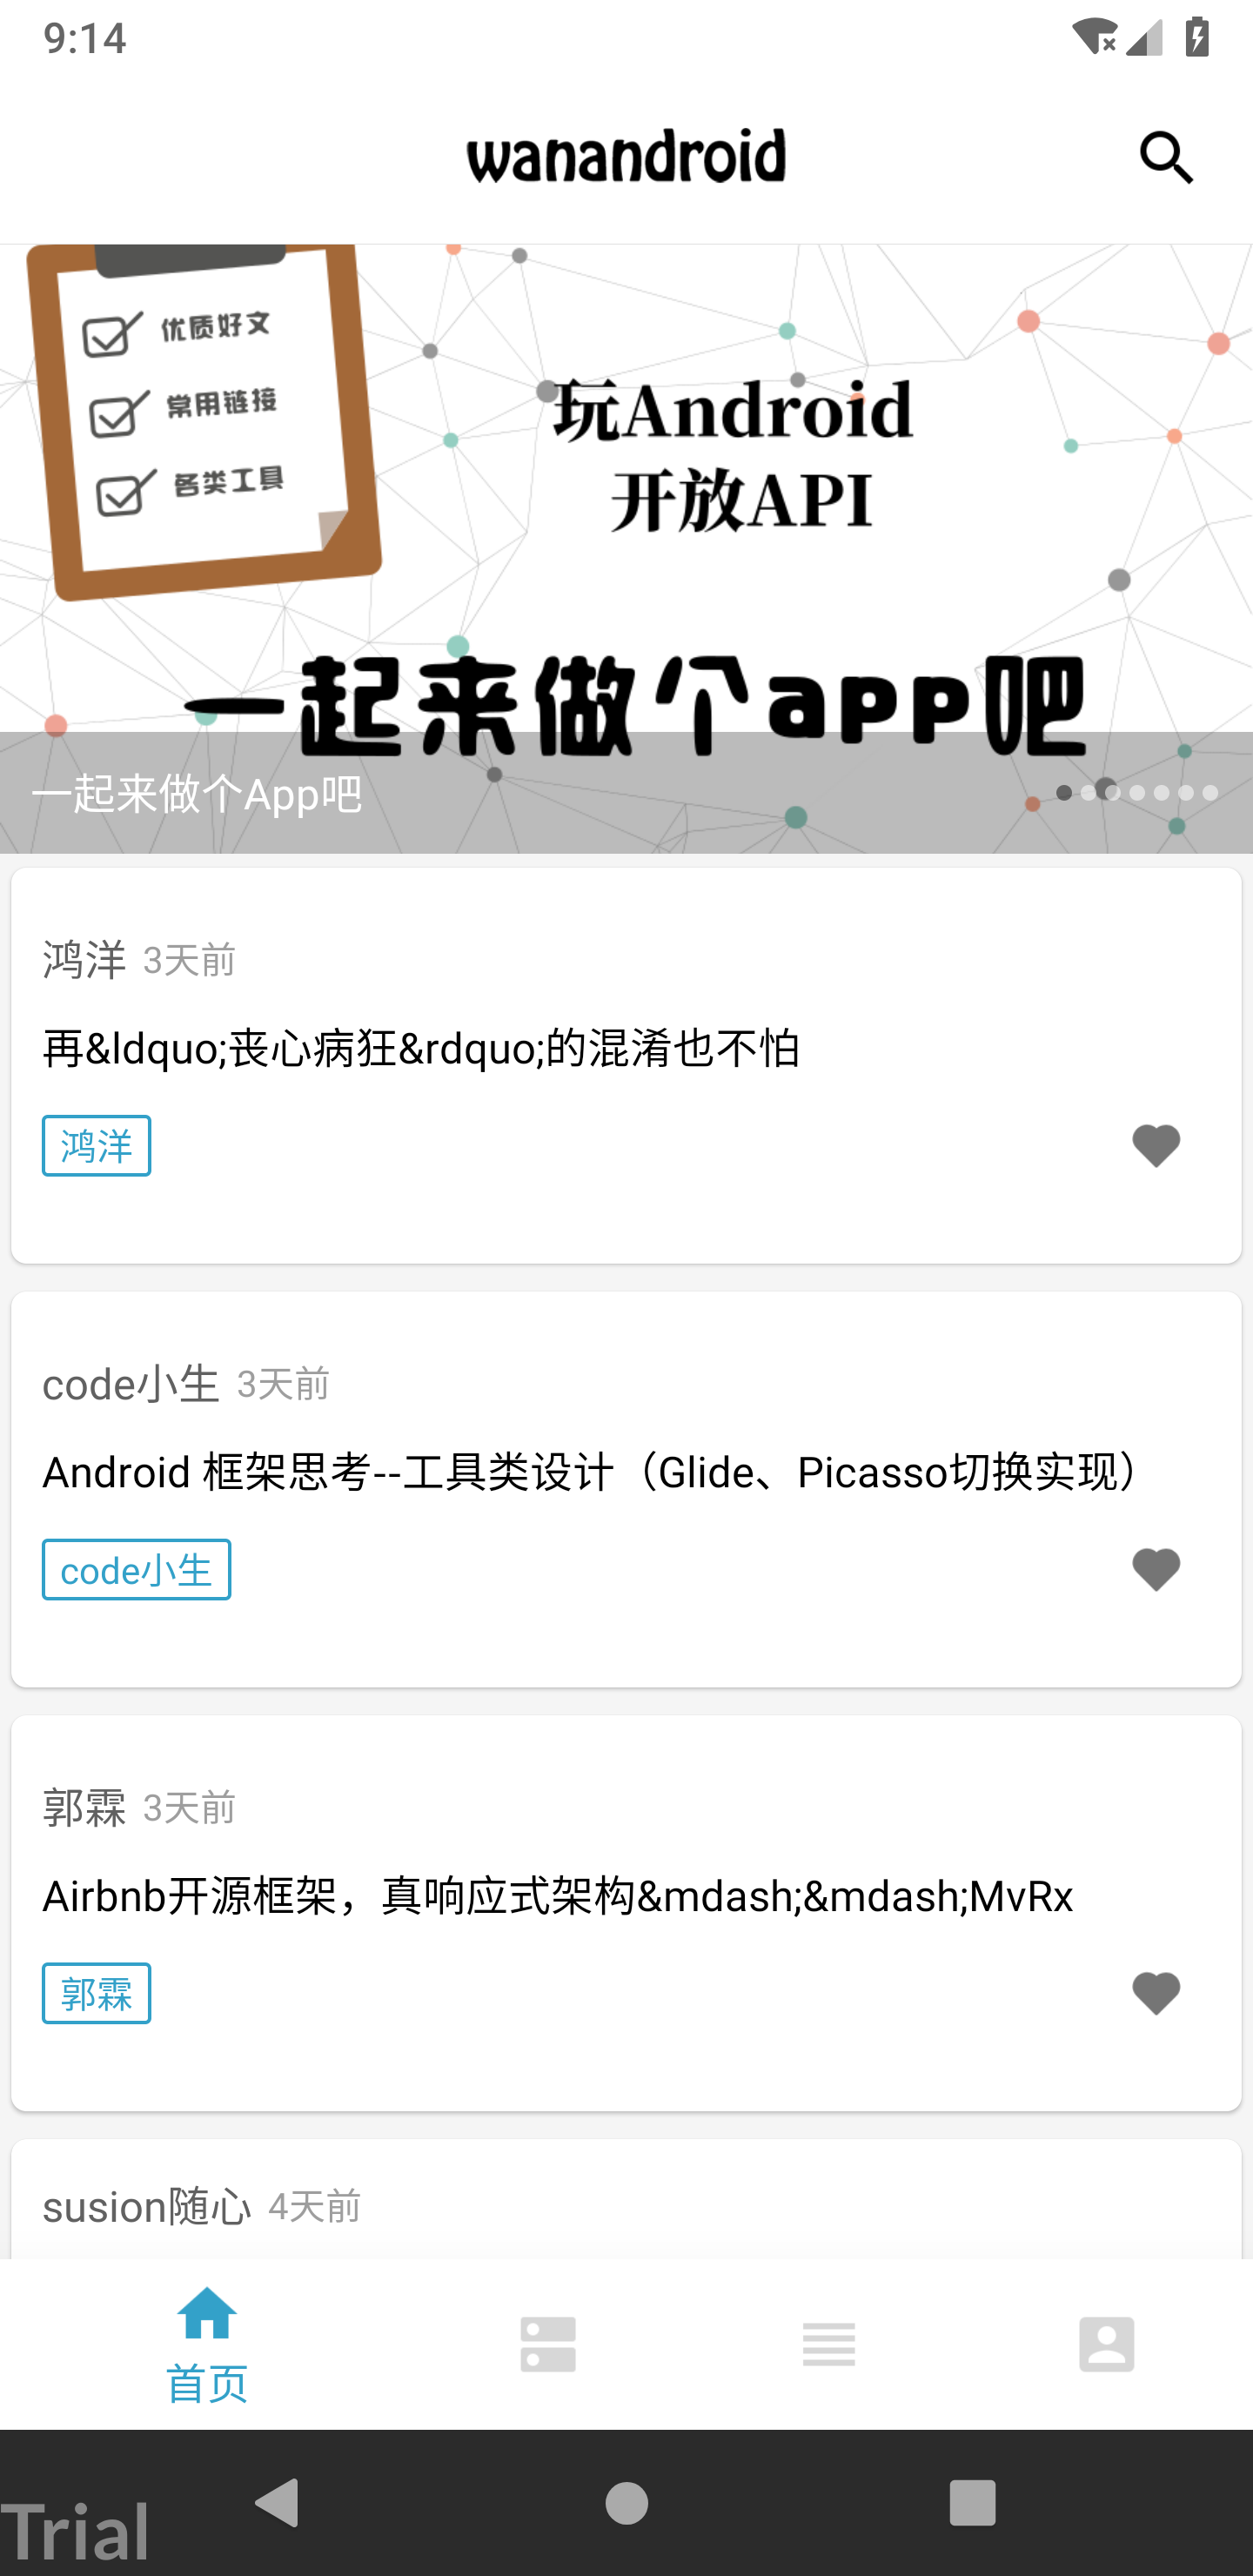 9:14
wanandroid
优质好文
常用链接
各类工具
玩Android
开放API
一起来做个app吧
一起来做个App吧
鸿洋 3天前
再&ldquo;丧心病狂&rdquo;的混淆也不怕
鸿洋
code小生 3天前
Android 框架思考--工具类设计（Glide、Picasso切换实现）
code小生
郭霖 3天前
Airbnb开源框架，真响应式架构&mdash;&mdash;MvRx
郭霖
susion随心 4天前
首页
Trial